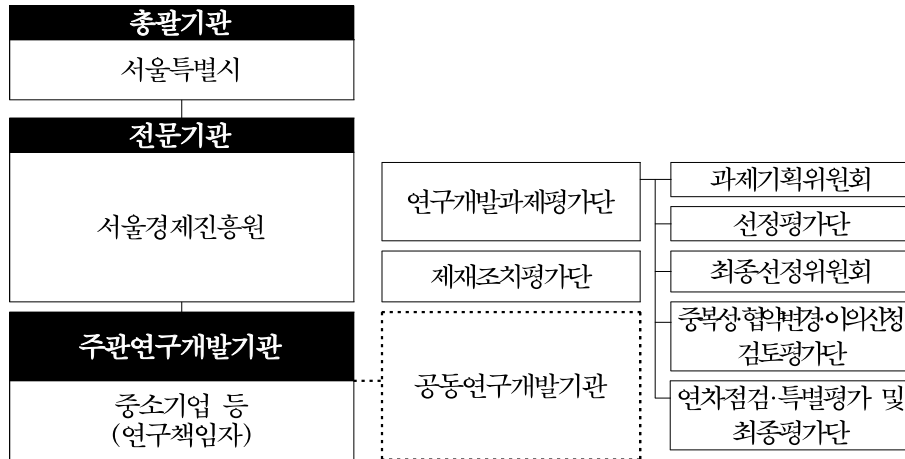 총괄기관
서울특별시
전문기관
서울경제진흥원
주관연구개발기관
중소기업 등
(연구책임자)
연구개발과제평가단
제재조치평가단
공동연구개발기관
과제기획위원회
선정평가단
최종선정위원회
중복성·협약변경·이의신청
검토평가단
연차점검·특별평가 및
최종평가단